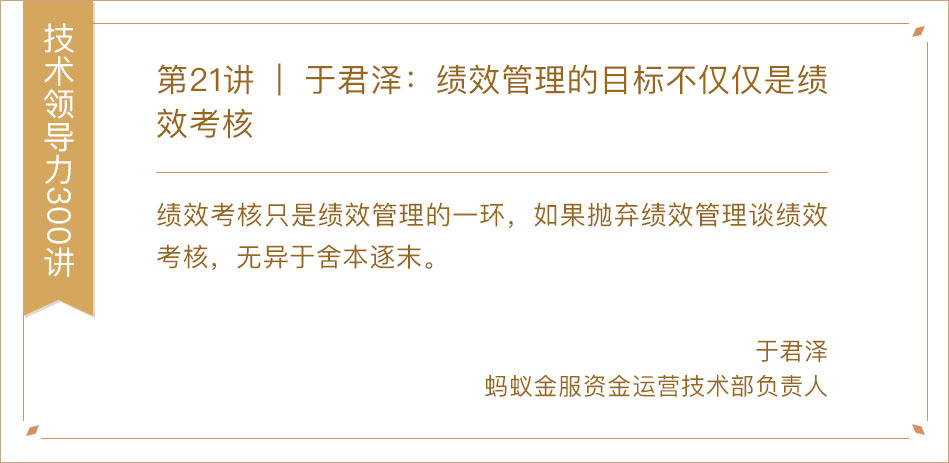 技术领导力300讲
第21讲 | 于君泽：绩效管理的目标不仅仅是绩
效考核
绩效考核只是绩效管理的一环，如果抛弃绩效管理谈绩效
考核，无异于舍本逐末。
于君泽
蚂蚁金服资金运营技术部负责人